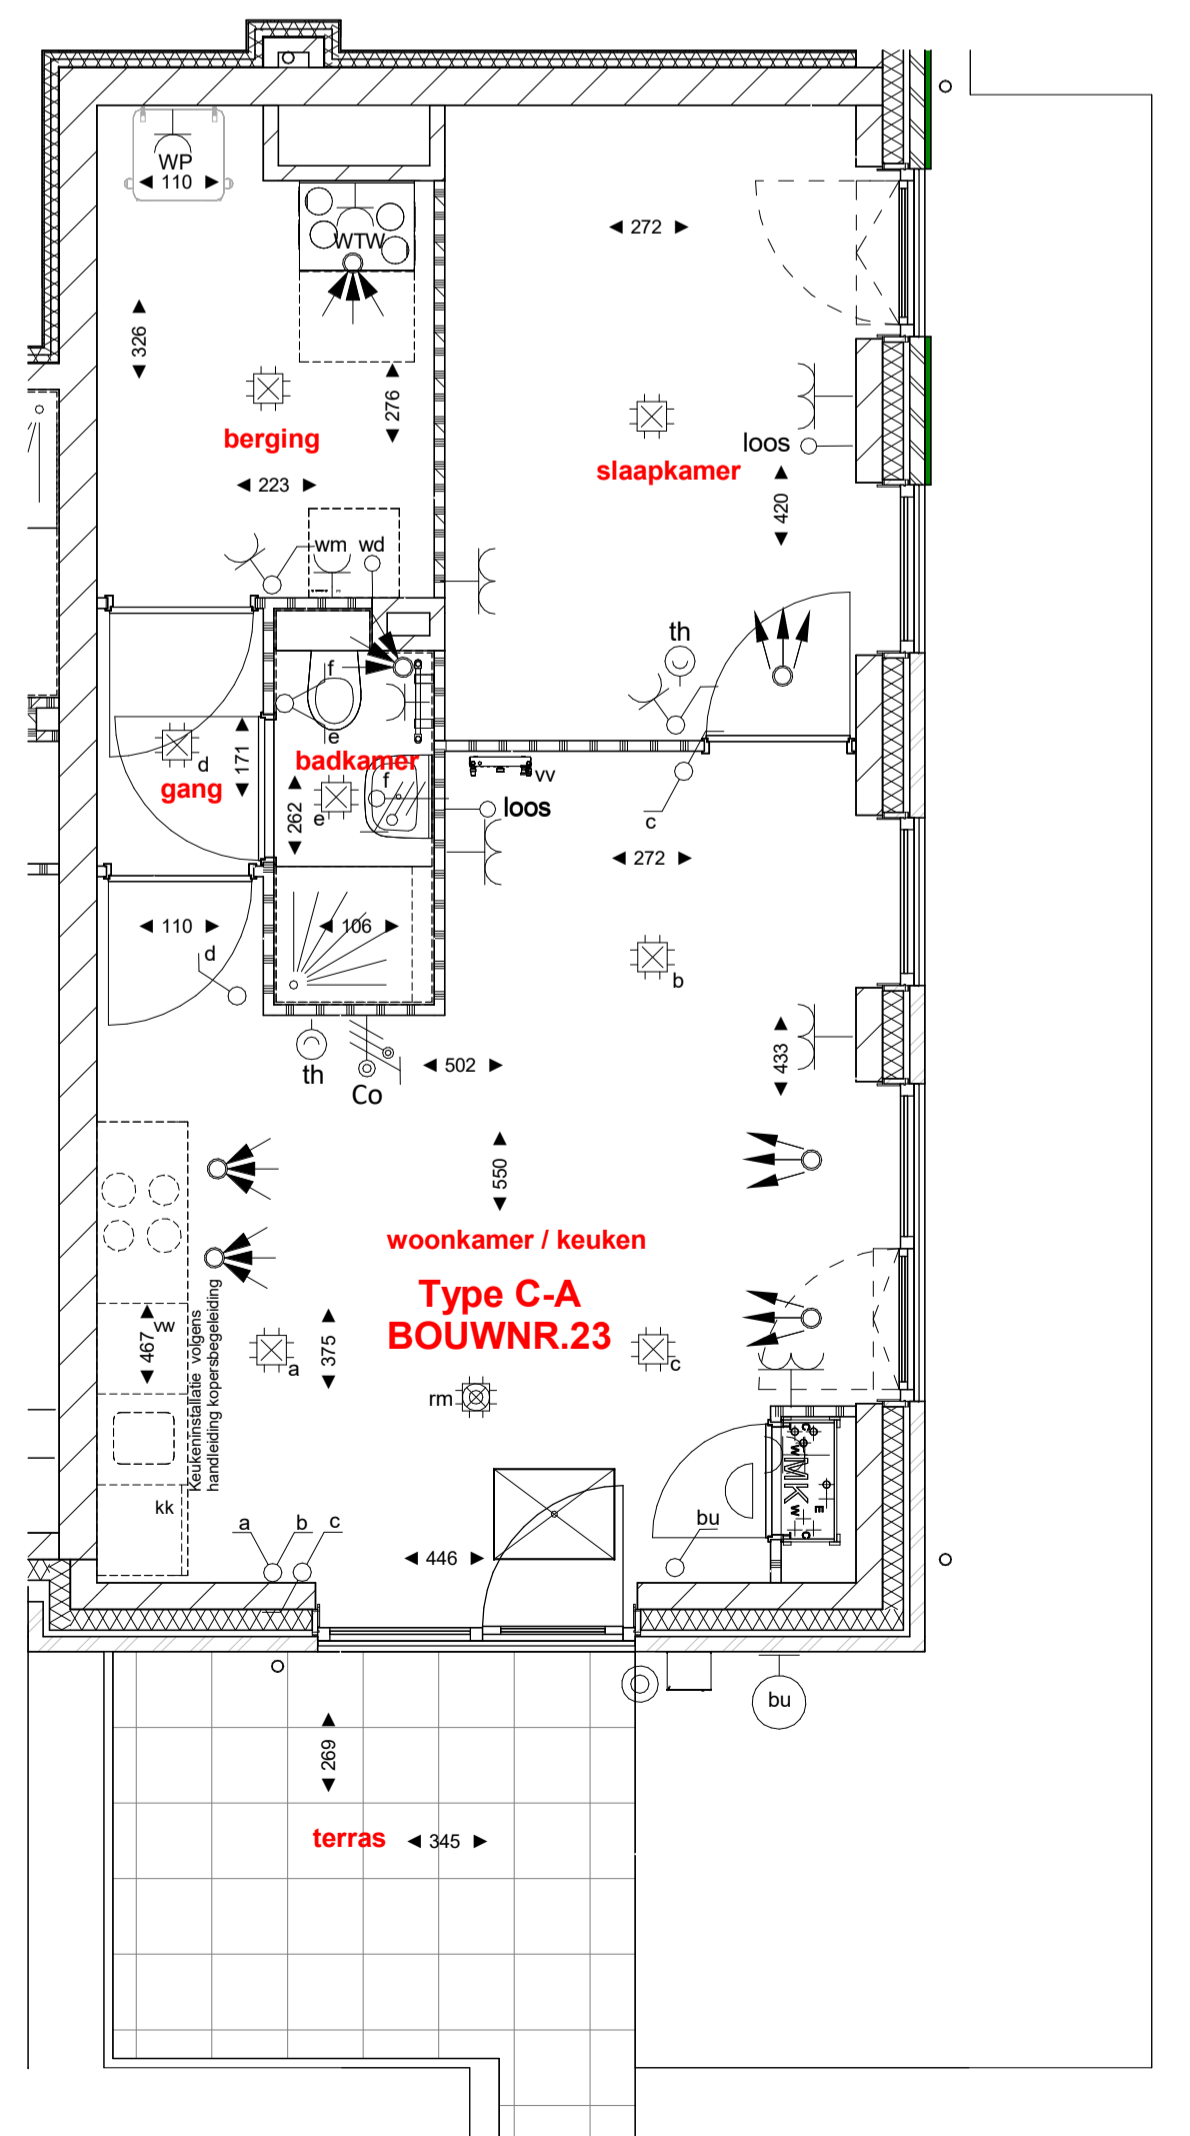 WP
110
272
WTW
326
276
berging
loos
slaapkamer
223
420
wm wd
th
f
e
badkamer
d
171
gang
vv
f
262
e
loos
c
272
110
106
d
b
th
Co
502
433
550
woonkamer / keuken
Type C-A
BOUWNR.23
vw
467
Keukeninstallatie volgens
handleiding kopersbegeleiding
375
a
c
rm
C
W
MK
E
W
C
kk
a b c
bu
446
bu
269
terras
345